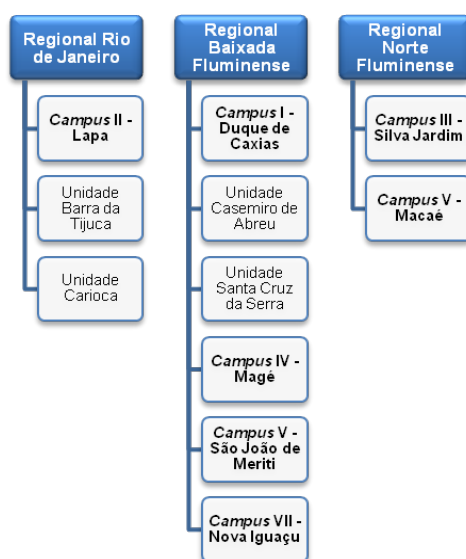 Regional Rio
de Janeiro
Campus II -
Lapa
Unidade
Barra da
Tijuca
Unidade
Carioca
Regional
Baixada
Fluminense
Campus I -
Duque de
Caxias
Unidade
Casemiro de
Abreu
Unidade
Santa Cruz
da Serra
Campus IV -
Magé
Campus V -
São João de
Meriti
Campus VII -
Nova Iguaçu
Regional
Norte
Fluminense
Campus III -
Silva Jardim
Campus V -
Macaé